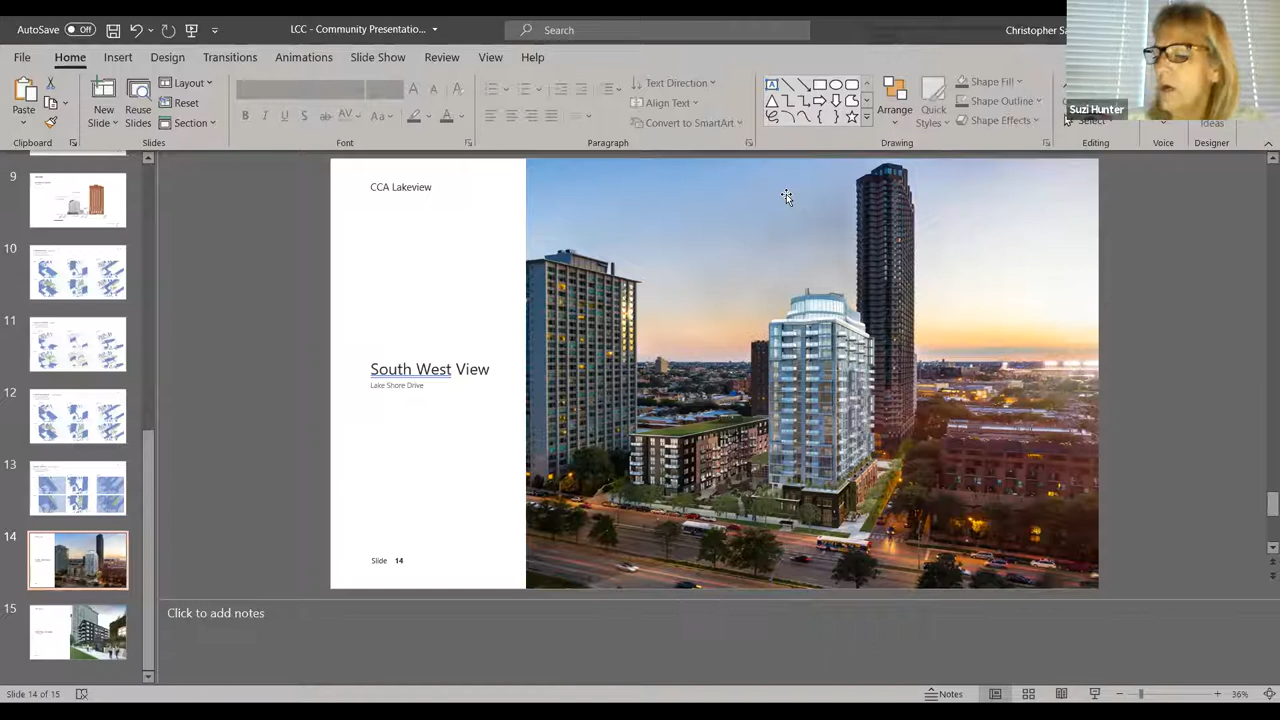 AutoSave Off
LCC - Community Presentatio...
Search
Christopher Sa
File Home Insert Design Transitions Animations Slide Show Review View Help
Paste
New
Slide
Reuse
Slides
Layout
Reset
Section
B
Text Direction
Align Text
Convert to SmartArt
Arrange
Quick
Styles
Shape Fill
Shape Outline
Shape Effects
Suzi Hunter
Select
Ideas
Clipboard Slides Font Paragraph Drawing Editing Voice Designer
9
10
11
12
13
14
15
CCA Lakeview
South West View
Lake Shore Drive
Slide 14
Click to add notes
Slide 14 of 15
Notes
36%